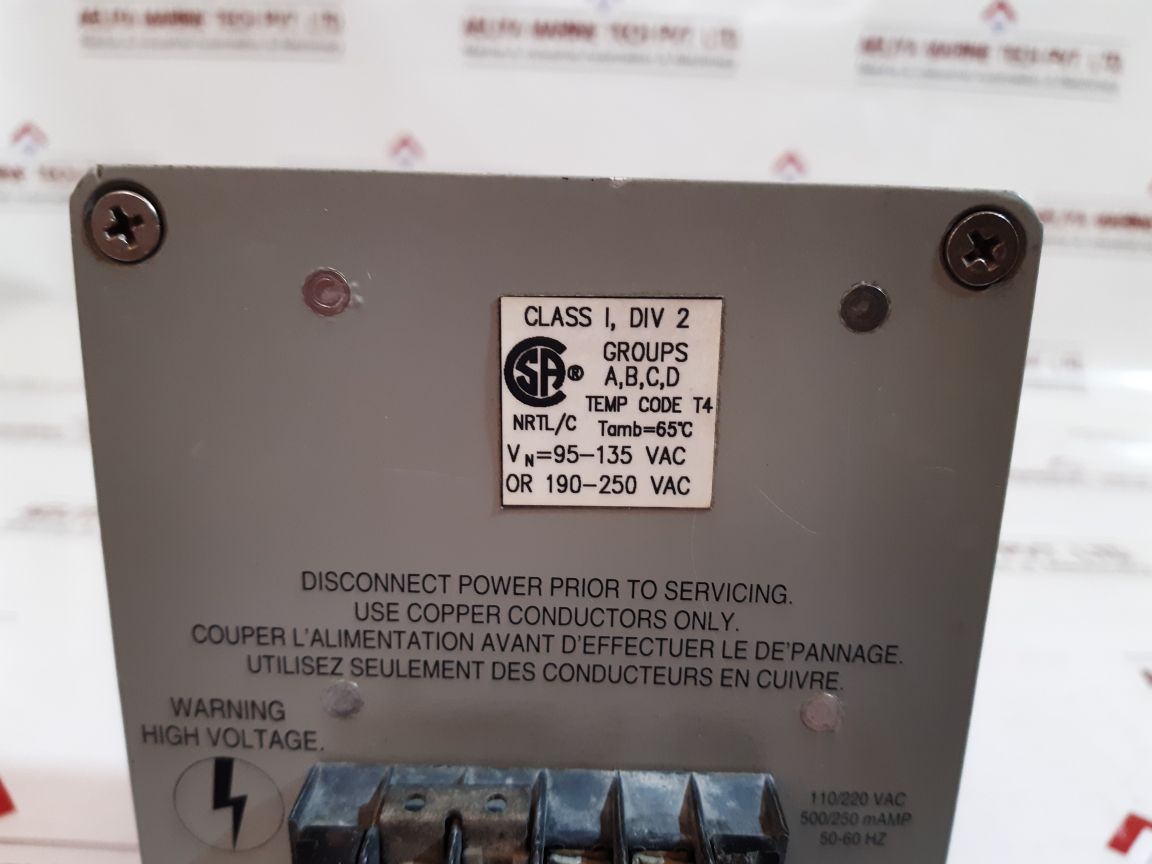 CLASS I, DIV 2
CSA®
GROUPS
A,B,C,D
TEMP CODE T4
NRTL/C Tamb=65°C
VN=95-135 VAC
OR 190-250 VAC
DISCONNECT POWER PRIOR TO SERVICING.
USE COPPER CONDUCTORS ONLY.
COUPER L'ALIMENTATION AVANT D'EFFECTUER LE DE'PANNAGE.
UTILISEZ SEULEMENT DES CONDUCTEURS EN CUIVRE.
WARNING
HIGH VOLTAGE.
110/220 VAC
500/250 mAMP
50-60 HZ